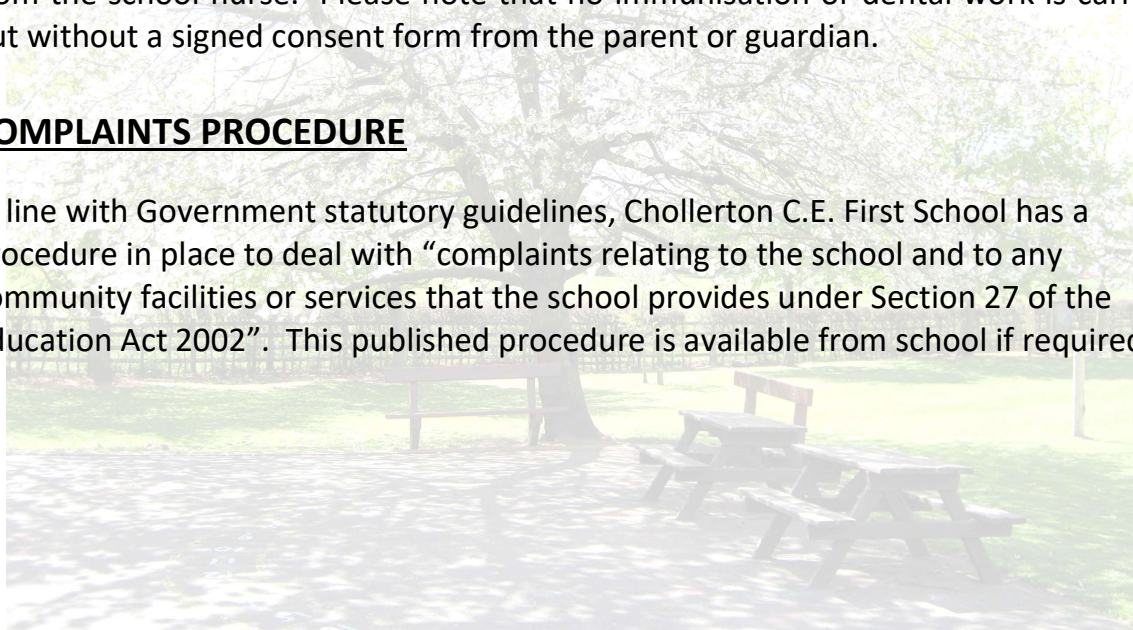 om the school nurse. Please note that no immunisation or dental work is carr
ut without a signed consent form from the parent or guardian.
OMPLAINTS PROCEDURE
line with Government statutory guidelines, Chollerton C.E. First School has a
rocedure in place to deal with “complaints relating to the school and to any
ommunity facilities or services that the school provides under Section 27 of the
ducation Act 2002”. This published procedure is available from school if required